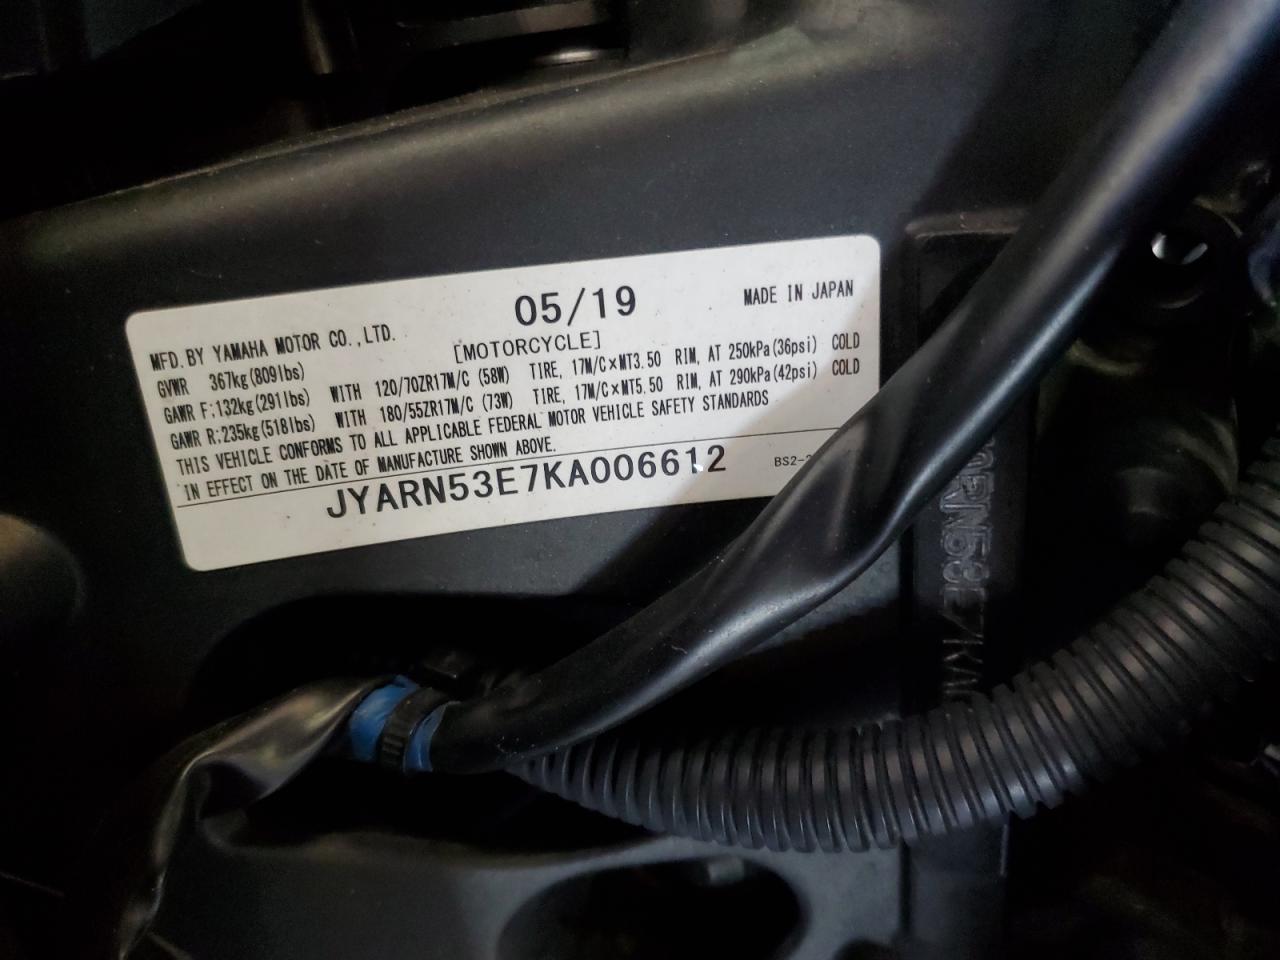 05/19
MADE IN JAPAN
MFD. BY YAMAHA MOTOR CO., LTD.
[MOTORCYCLE]
GVWR 367kg(809lbs)
GAWR F:132kg(291lbs) WITH 120/70ZR17M/C (58W) TIRE, 17M/C×MT3.50 RIM, AT 250kPa(36psi) COLD
GAWR R:235kg(518lbs) WITH 180/55ZR17M/C (73W) TIRE, 17M/C×MT5.50 RIM, AT 290kPa(42psi) COLD
THIS VEHICLE CONFORMS TO ALL APPLICABLE FEDERAL MOTOR VEHICLE SAFETY STANDARDS
IN EFFECT ON THE DATE OF MANUFACTURE SHOWN ABOVE.
JYARN53E7KA006612